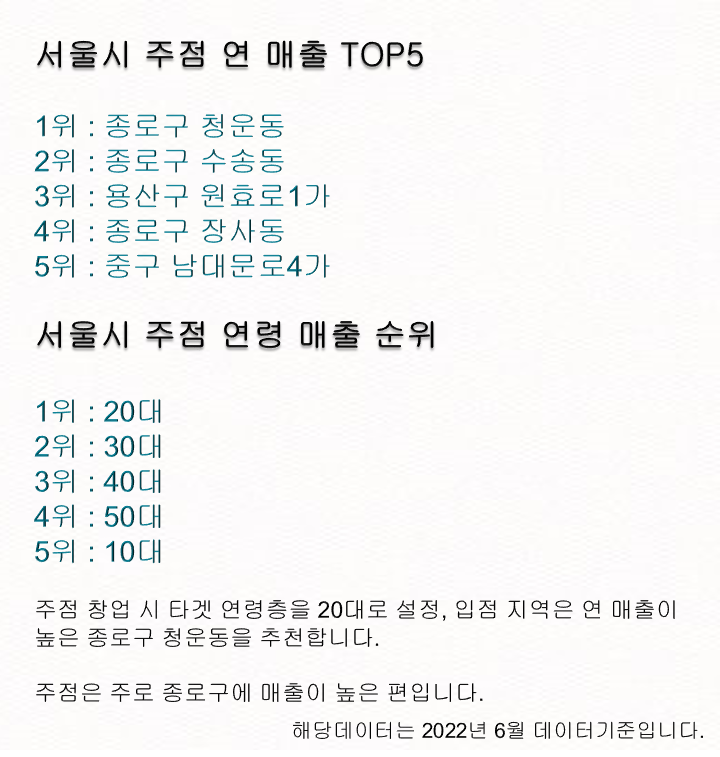 서울시 주점 연 매출 TOP5
1위 : 종로구 청운동
2위 : 종로구 수송동
3위 : 용산구 원효로1가
4위 : 종로구 장사동
5위 : 중구 남대문로4가
서울시 주점 연령 매출 순위
1위 : 20대
2위 : 30대
3위 : 40대
4위 : 50대
5위 : 10대
주점 창업 시 타겟 연령층을 20대로 설정, 입점 지역은 연 매출이
높은 종로구 청운동을 추천합니다.
주점은 주로 종로구에 매출이 높은 편입니다.
해당데이터는 2022년 6월 데이터기준입니다.